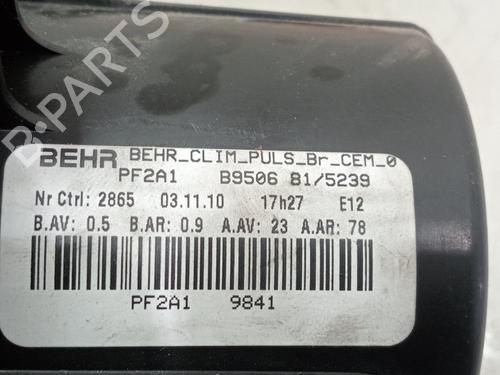 B-PARTS
BEHR BEHR_CLIM_PULS_Br_CEM_0
PF2A1 B9506 81/5239
Nr Ctrl: 2865 03.11.10 17h27 E12
B.AV: 0.5 B.AR: 0.9 A.AV: 23 A.AR: 78
PF2A1 9841